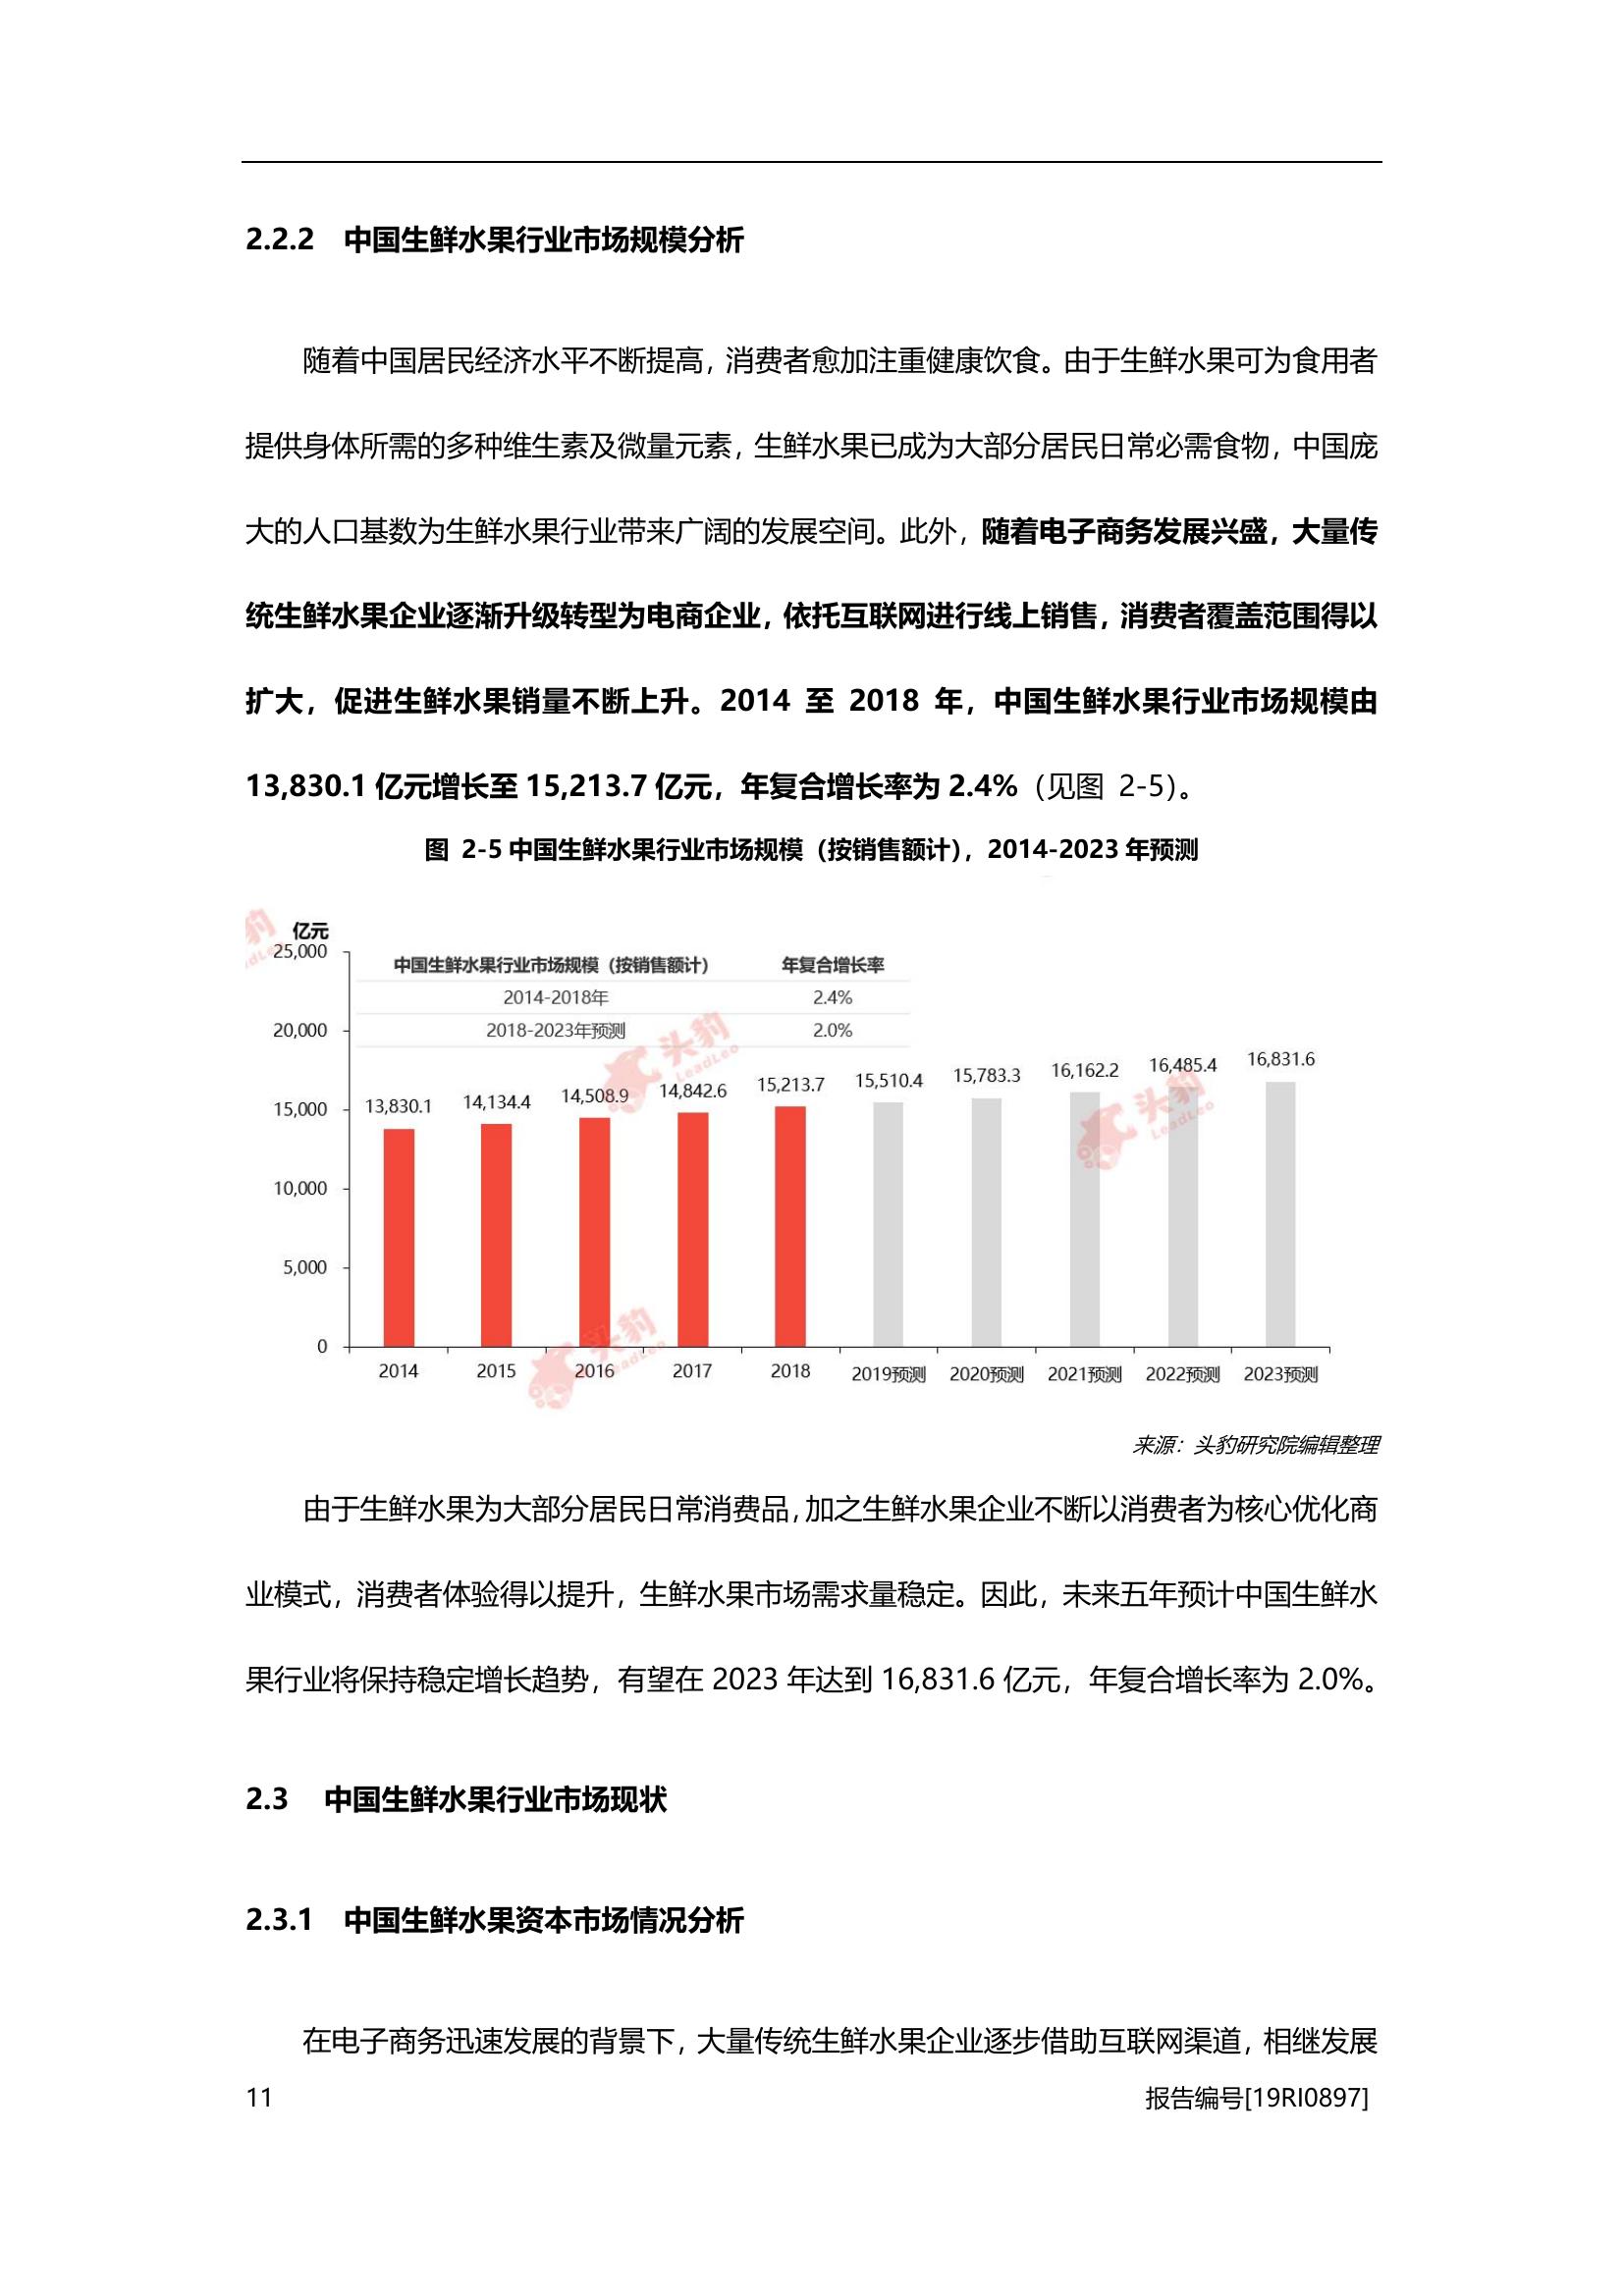 2.2.2 中国生鲜水果行业市场规模分析
随着中国居民经济水平不断提高，消费者愈加注重健康饮食。由于生鲜水果可为食用者
提供身体所需的多种维生素及微量元素，生鲜水果已成为大部分居民日常必需食物，中国庞
大的人口基数为生鲜水果行业带来广阔的发展空间。此外，随着电子商务发展兴盛，大量传
统生鲜水果企业逐渐升级转型为电商企业，依托互联网进行线上销售，消费者覆盖范围得以
扩大，促进生鲜水果销量不断上升。2014 至 2018 年，中国生鲜水果行业市场规模由
13,830.1 亿元增长至 15,213.7 亿元，年复合增长率为 2.4%（见图 2-5）。
图 2-5 中国生鲜水果行业市场规模（按销售额计），2014-2023 年预测
亿元
25,000
20,000
15,000
10,000
5,000
0
中国生鲜水果行业市场规模（按销售额计） 年复合增长率
2014-2018年 2.4%
2018-2023年预测 2.0%
13,830.1 14,134.4 14,508.9 14,842.6 15,213.7 15,510.4 15,783.3 16,162.2 16,485.4 16,831.6
2014 2015 2016 2017 2018 2019预测 2020预测 2021预测 2022预测 2023预测
头豹
LeadLeo
头豹
LeadLeo
头豹
LeadLeo
来源：头豹研究院编辑整理
由于生鲜水果为大部分居民日常消费品，加之生鲜水果企业不断以消费者为核心优化商
业模式，消费者体验得以提升，生鲜水果市场需求量稳定。因此，未来五年预计中国生鲜水
果行业将保持稳定增长趋势，有望在 2023 年达到 16,831.6 亿元，年复合增长率为 2.0%。
2.3 中国生鲜水果行业市场现状
2.3.1 中国生鲜水果资本市场情况分析
在电子商务迅速发展的背景下，大量传统生鲜水果企业逐步借助互联网渠道，相继发展
11 报告编号[19RI0897]